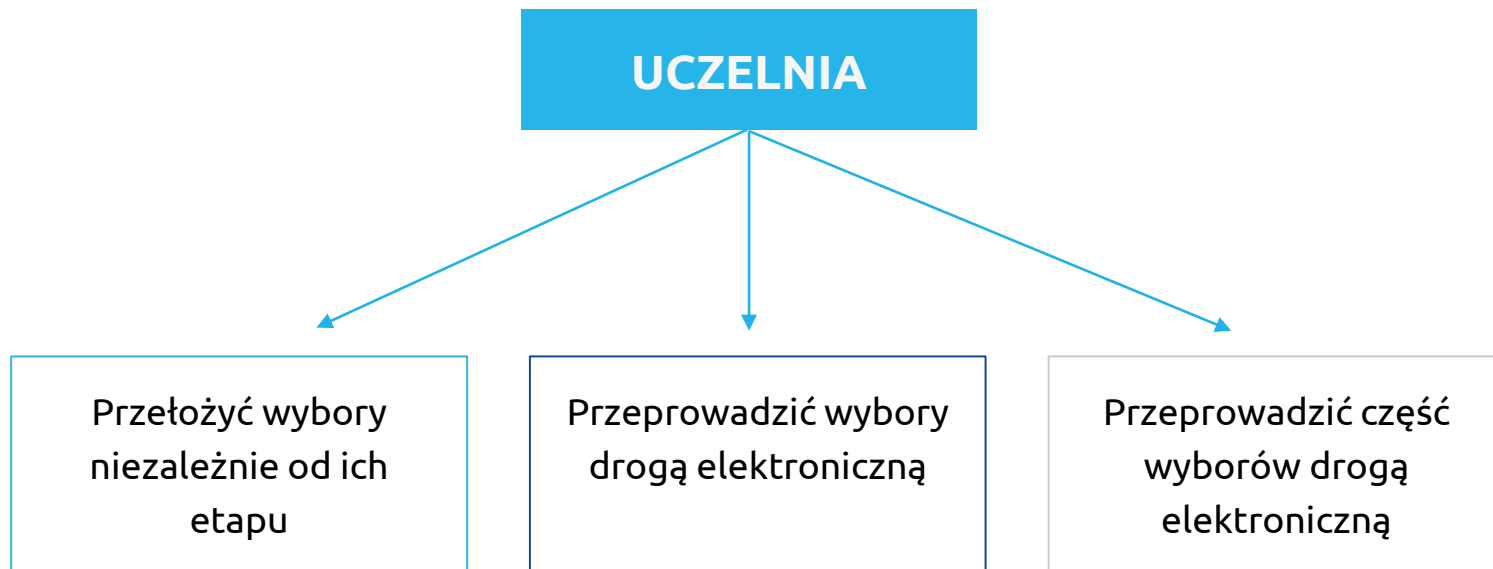 UCZELNIA
Przełożyć wybory
niezależnie od ich
etapu
Przeprowadzić wybory
drogą elektroniczną
Przeprowadzić część
wyborów drogą
elektroniczną